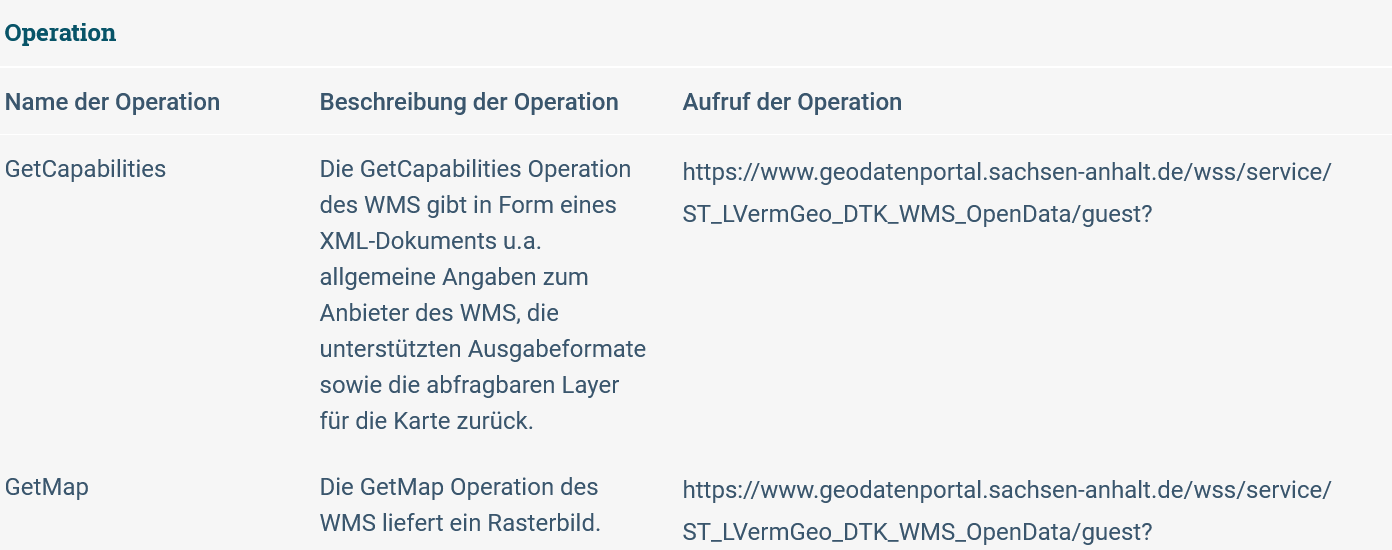 Operation
Name der Operation Beschreibung der Operation Aufruf der Operation
GetCapabilities
Die GetCapabilities Operation
des WMS gibt in Form eines
XML-Dokuments u.a.
allgemeine Angaben zum
Anbieter des WMS, die
unterstützten Ausgabeformate
sowie die abfragbaren Layer
für die Karte zurück.
https://www.geodatenportal.sachsen-anhalt.de/wss/service/
ST_LVermGeo_DTK_WMS_OpenData/guest?
GetMap
Die GetMap Operation des
WMS liefert ein Rasterbild.
https://www.geodatenportal.sachsen-anhalt.de/wss/service/
ST_LVermGeo_DTK_WMS_OpenData/guest?